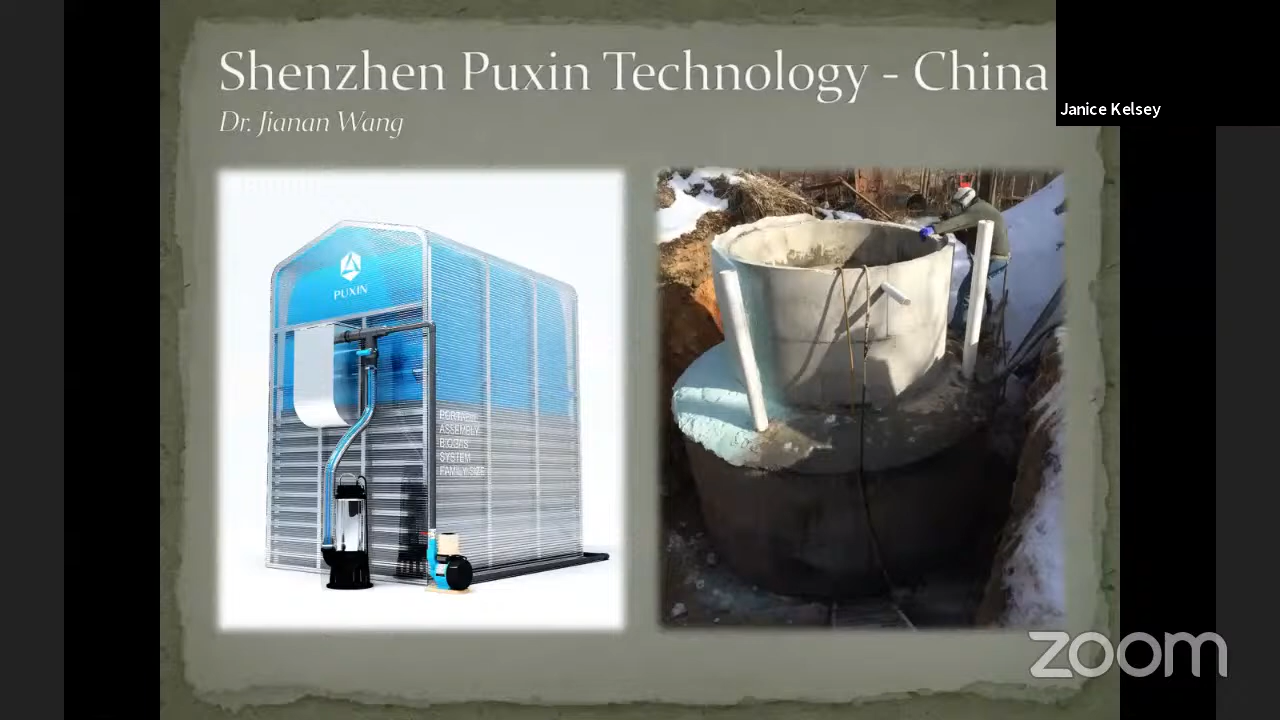 Shenzhen Puxin Technology - China
Dr. Jianan Wang
Janice Kelsey
PUXIN
PORTABLE
ASSEMBLY
BIOGAS
SYSTEM
FAMILY SIZE
zoom